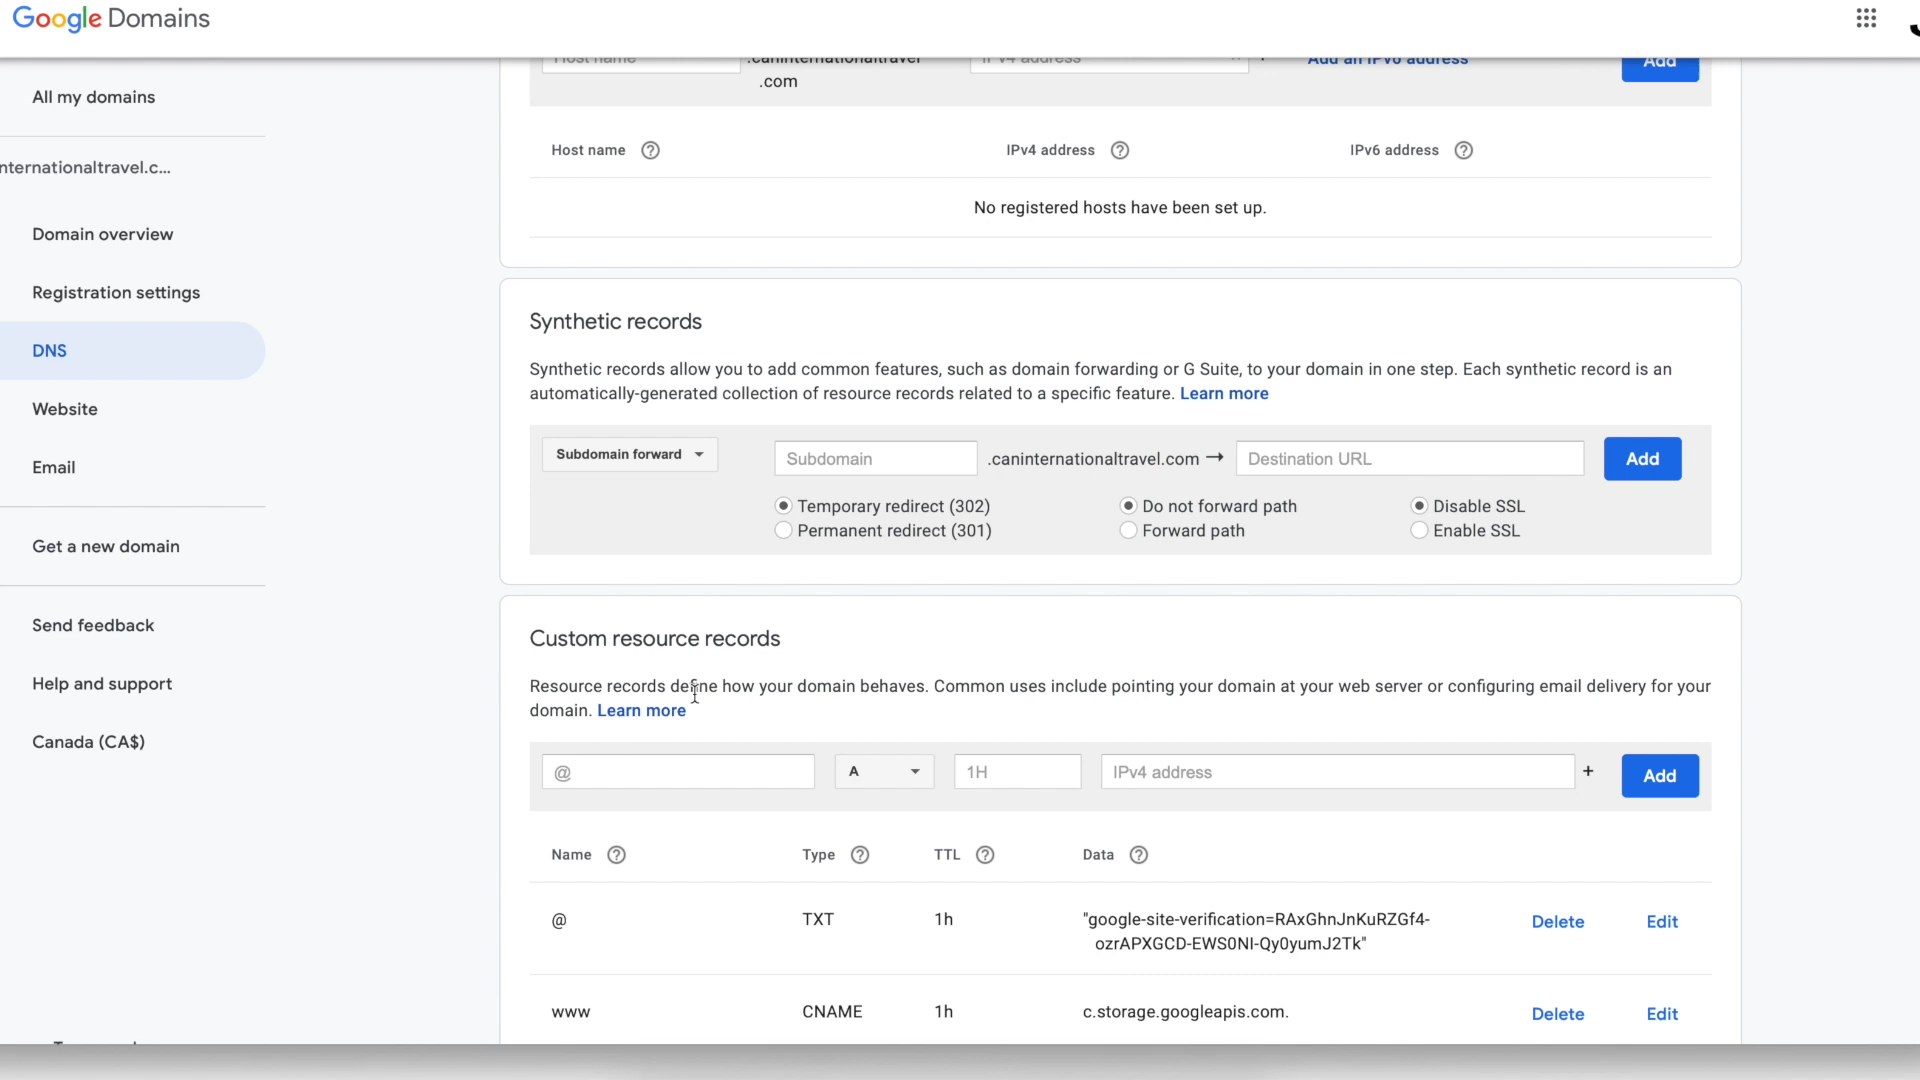 Google Domains
.caninternationaltravel
Add an IPv6 address
Add
.com
All my domains
Host name
IPv4 address
IPv6 address
nternationaltravel.c...
No registered hosts have been set up.
Domain overview
Registration settings
DNS
Website
Email
Get a new domain
Send feedback
Help and support
Canada (CA$)
Synthetic records
Synthetic records allow you to add common features, such as domain forwarding or G Suite, to your domain in one step. Each synthetic record is an
automatically-generated collection of resource records related to a specific feature. Learn more
Subdomain forward
Subdomain
.caninternationaltravel.com →
Destination URL
Add
Temporary redirect (302)
Do not forward path
Disable SSL
Permanent redirect (301)
Forward path
Enable SSL
Custom resource records
Resource records define how your domain behaves. Common uses include pointing your domain at your web server or configuring email delivery for your
domain. Learn more
@
A
1H
IPv4 address
+
Add
Name
Type
TTL
Data
@
TXT
1h
"google-site-verification=RAxGhnJnKuRZGf4-
ozrAPXGCD-EWS0NI-Qy0yumJ2Tk"
Delete
Edit
www
CNAME
1h
c.storage.googleapis.com.
Delete
Edit